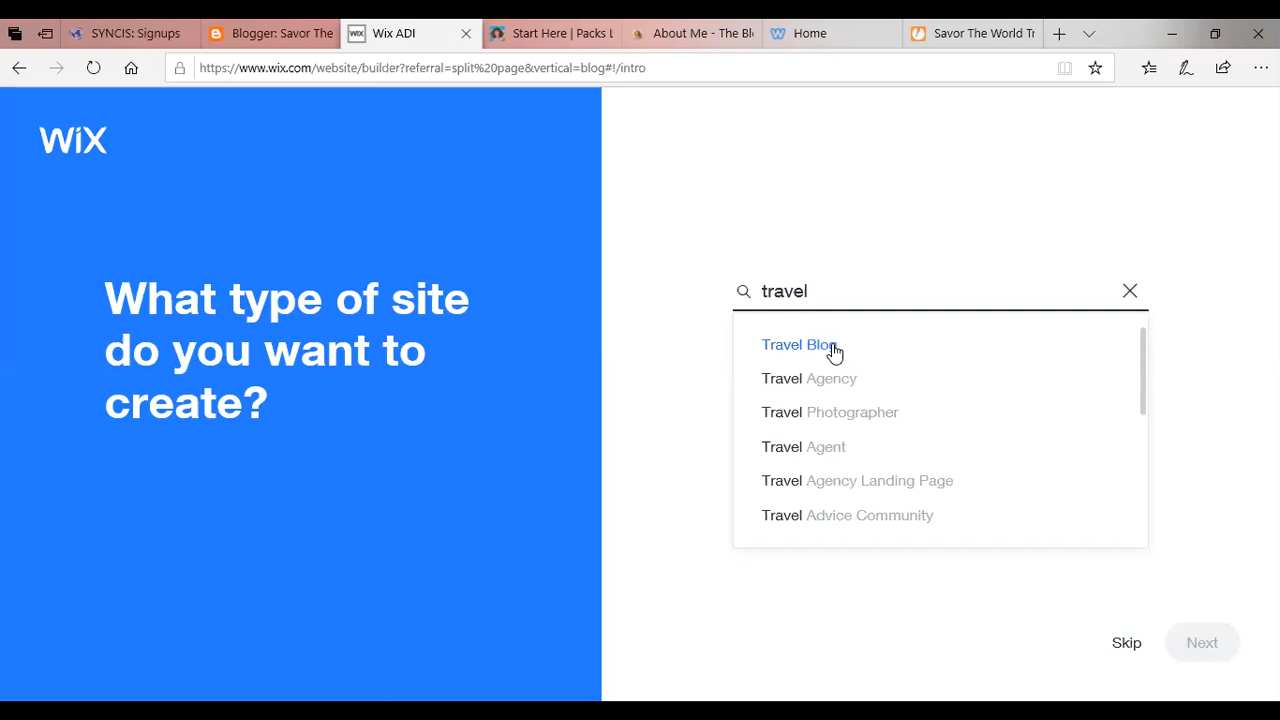 SYNCIS: Signups
Blogger: Savor The
WIX Wix ADI
Start Here | Packs L
About Me - The Bl
Home
Savor The World Tr
https://www.wix.com/website/builder?referral=split%20page&vertical=blog#!/intro
WiX
What type of site
do you want to
create?
travel
Travel Blog
Travel Agency
Travel Photographer
Travel Agent
Travel Agency Landing Page
Travel Advice Community
Skip
Next